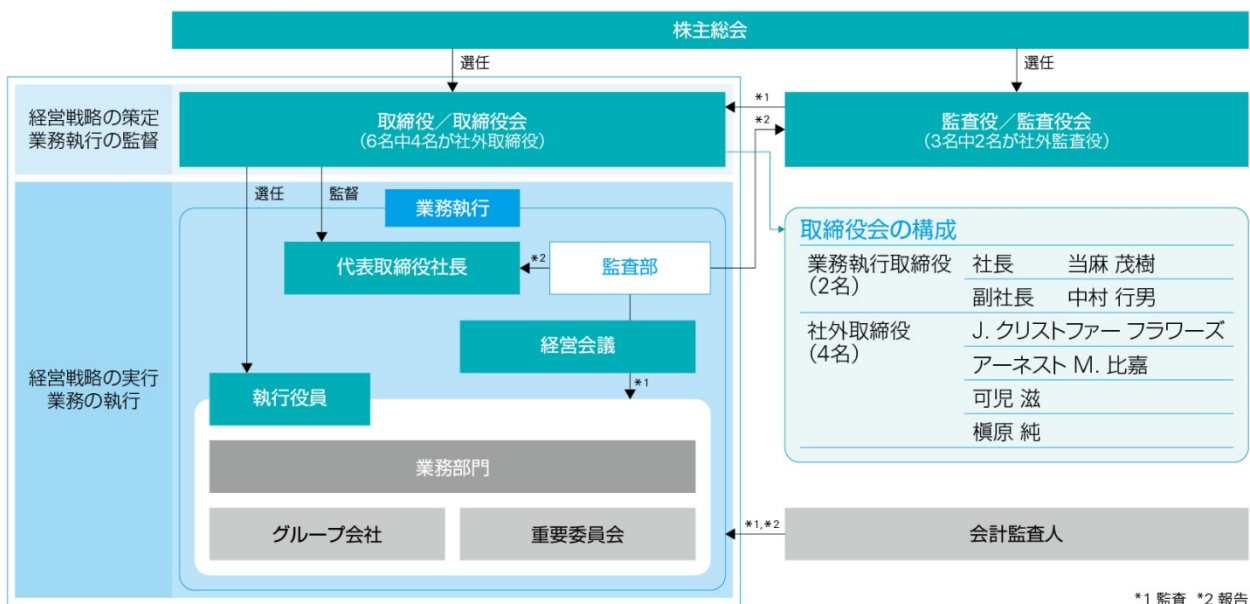 株主総会
選任
選任
経営戦略の策定
業務執行の監督
取締役／取締役会
(6名中4名が社外取締役)
*1
*2
監査役／監査役会
(3名中2名が社外監査役)
選任
監督
業務執行
代表取締役社長
*2
監査部
経営会議
*1
経営戦略の実行
業務の執行
執行役員
業務部門
グループ会社
重要委員会
取締役会の構成
業務執行取締役
(2名)
社長 当麻 茂樹
副社長 中村 行男
社外取締役
(4名)
J. クリストファー フラワーズ
アーネスト M. 比嘉
可児 滋
槇原 純
*1,*2
会計監査人
*1 監査 *2 報告